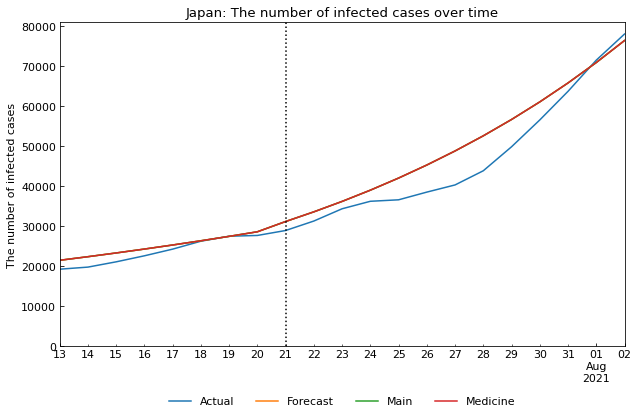 Japan: The number of infected cases over time
The number of infected cases
80000
70000
60000
50000
40000
30000
20000
10000
0
13 14 15 16 17 18 19 20 21 22 23 24 25 26 27 28 29 30 31 01 02
Aug
2021
Actual Forecast Main Medicine